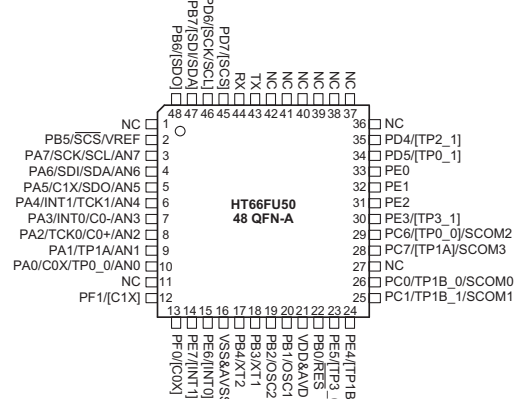 PB6/[SDO]
PB7/[SDI/SDA]
PD6/[SCK/SCL]
PD7/[SCS]
RX
TX
NC
NC
NC
NC
NC
NC
48 47 46 45 44 43 42 41 40 39 38 37
NC 1
PB5/SCS/VREF 2
PA7/SCK/SCL/AN7 3
PA6/SDI/SDA/AN6 4
PA5/C1X/SDO/AN5 5
PA4/INT1/TCK1/AN4 6
PA3/INT0/C0-/AN3 7
PA2/TCK0/C0+/AN2 8
PA1/TP1A/AN1 9
PA0/C0X/TP0_0/AN0 10
NC 11
PF1/[C1X] 12
HT66FU50
48 QFN-A
36 NC
35 PD4/[TP2_1]
34 PD5/[TP0_1]
33 PE0
32 PE1
31 PE2
30 PE3/[TP3_1]
29 PC6/[TP0_0]/SCOM2
28 PC7/[TP1A]/SCOM3
27 NC
26 PC0/TP1B_0/SCOM0
25 PC1/TP1B_1/SCOM1
13 14 15 16 17 18 19 20 21 22 23 24
PF0/[C0X]
PE7/[INT1]
PE6/[INT0]
VSS&AVSS
PB4/XT2
PB3/XT1
PB2/OSC2
PB1/OSC1
VDD&AVD
PB0/RES
PE5/[TP3_
PE4/[TP1B